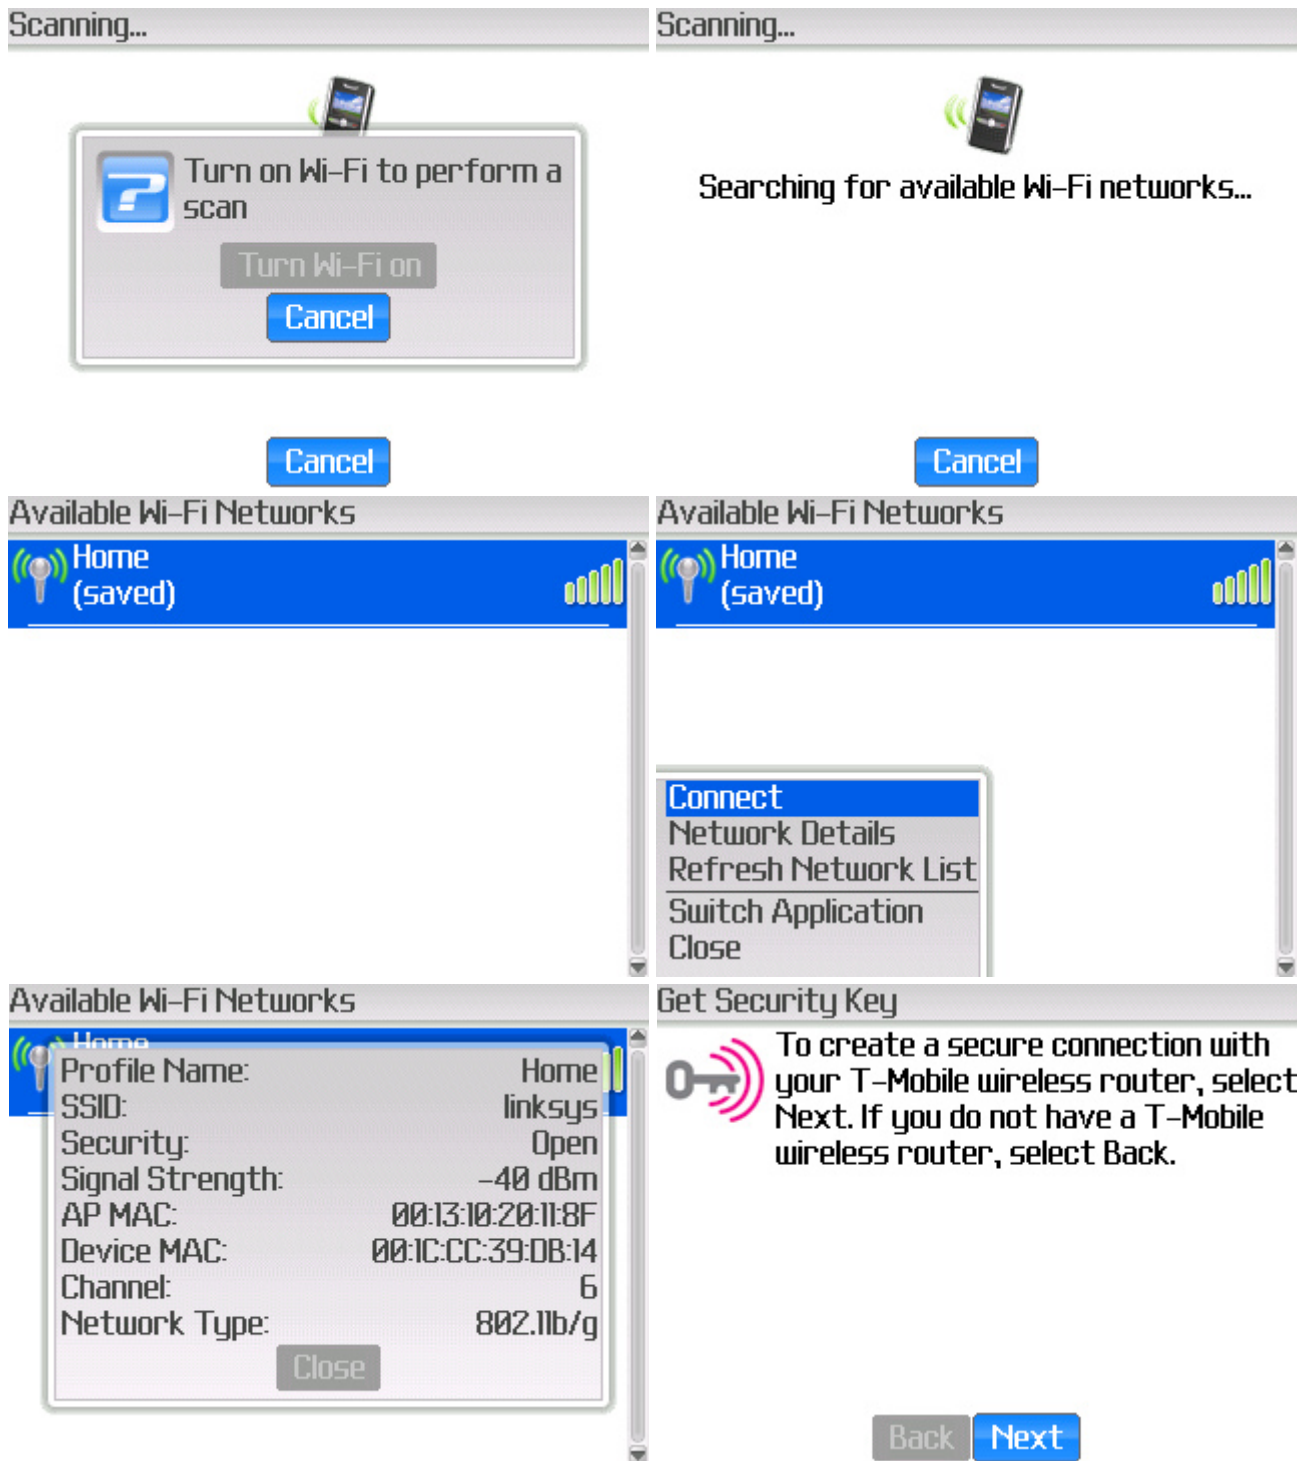 Scanning...
Turn on Wi-Fi to perform a
scan
Turn Wi-Fi on
Cancel
Cancel
Scanning...
Searching for available Wi-Fi networks...
Cancel
Available Wi-Fi Networks
Home
(saved)
Available Wi-Fi Networks
Home
(saved)
Connect
Network Details
Refresh Network List
Switch Application
Close
Available Wi-Fi Networks
Home
Profile Name: Home
SSID: linksys
Security: Open
Signal Strength: -40 dBm
AP MAC: 00:13:10:20:11:8F
Device MAC: 00:1C:CC:39:DB:14
Channel: 6
Network Type: 802.11b/g
Close
Get Security Key
To create a secure connection with
your T-Mobile wireless router, select
Next. If you do not have a T-Mobile
wireless router, select Back.
Back Next